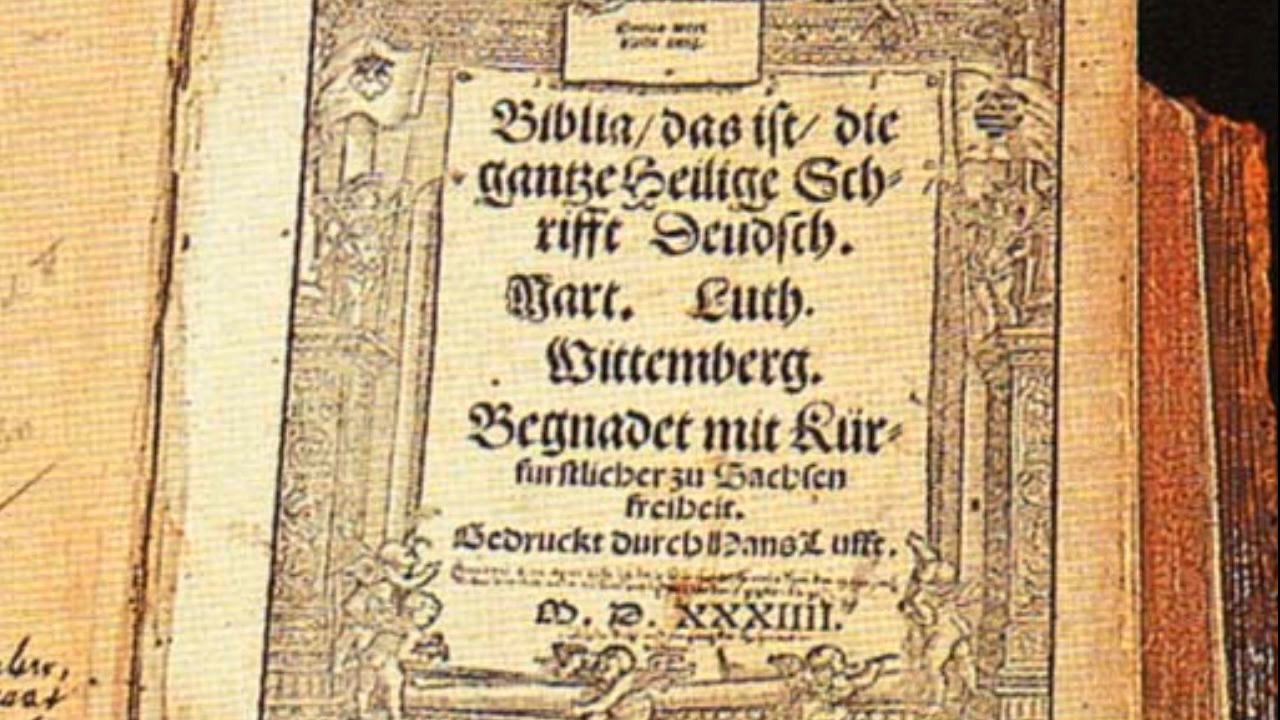 Biblia/ das iſt/ die
gantze Heilige Sch⸗
rifft Deudſch.
Mart. Luth.
Wittemberg.
Begnadet mit Kür⸗
furſtlicher zu Sachſen
freiheit.
Gedruckt durch Hans Lufft.
M. D. XXXIIII.